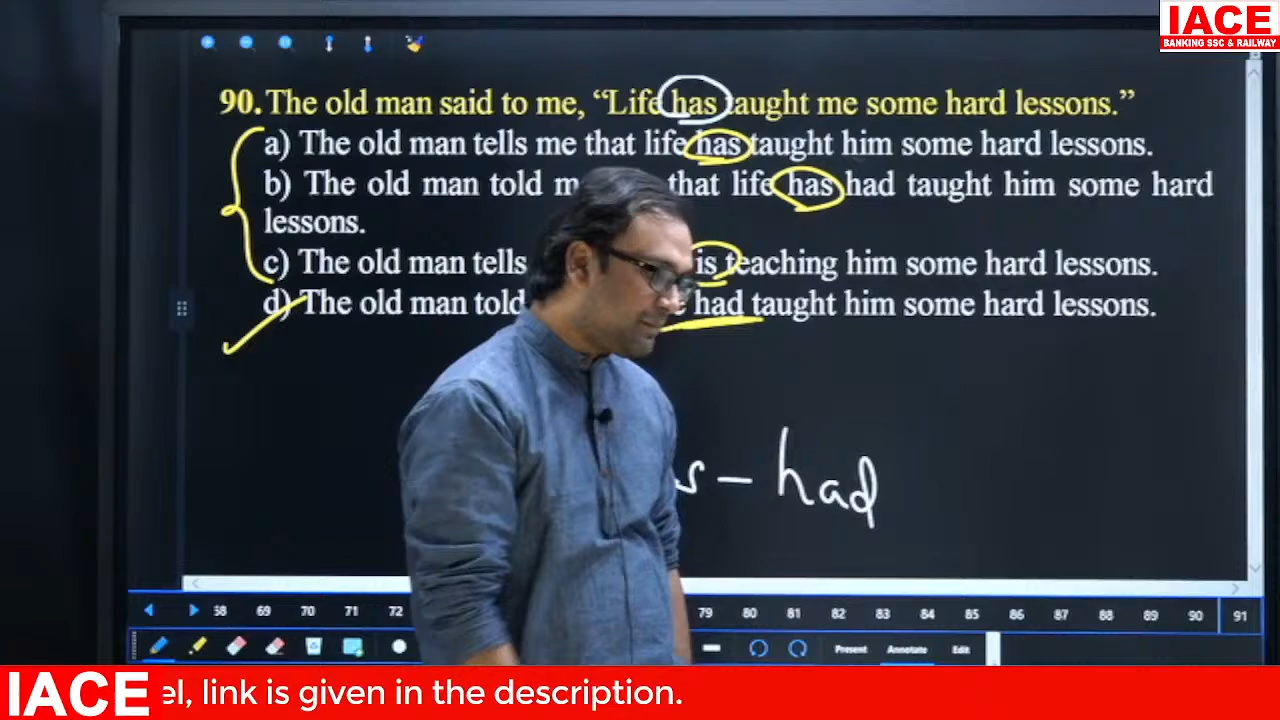 IACE
BANKING SSC & RAILWAY
90. The old man said to me, “Life has taught me some hard lessons.”
a) The old man tells me that life has taught him some hard lessons.
b) The old man told that life has had taught him some hard
lessons.
c) The old man tells is teaching him some hard lessons.
d) The old man told had taught him some hard lessons.
– had
68 69 70 71 72 79 80 81 82 83 84 85 86 87 88 89 90 91
Present Annotate Edit
IACE el, link is given in the description.